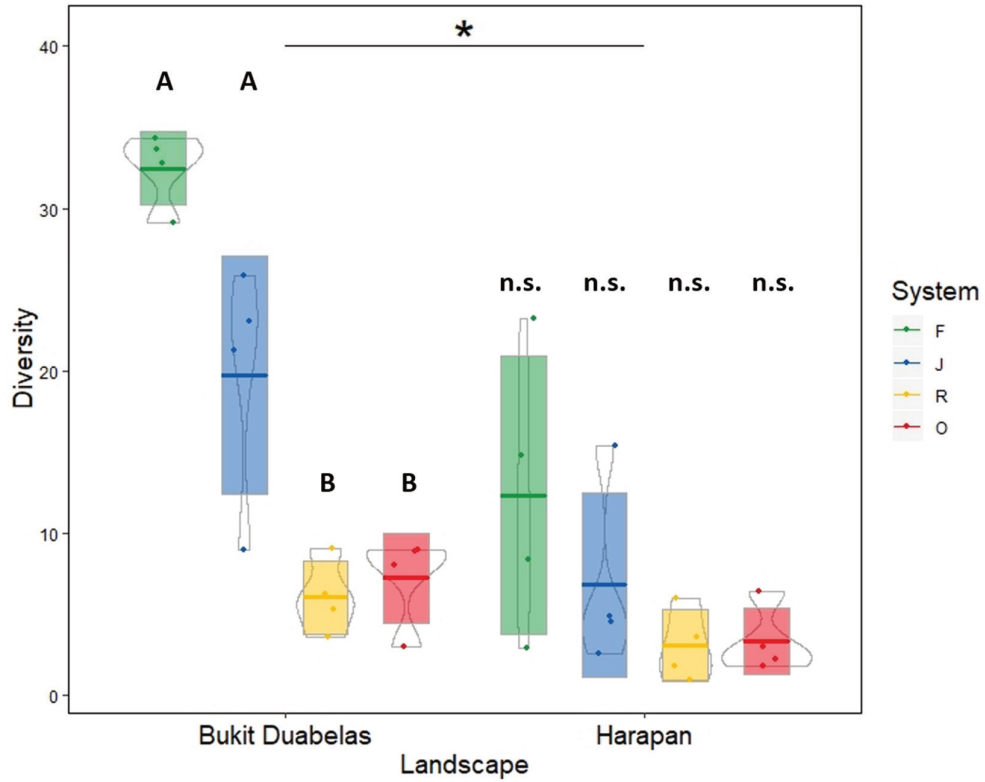 *
40
A A
30
n.s. n.s. n.s. n.s.
System
F
Diversity
20
J
R
O
B B
10
0
Bukit Duabelas Harapan
Landscape